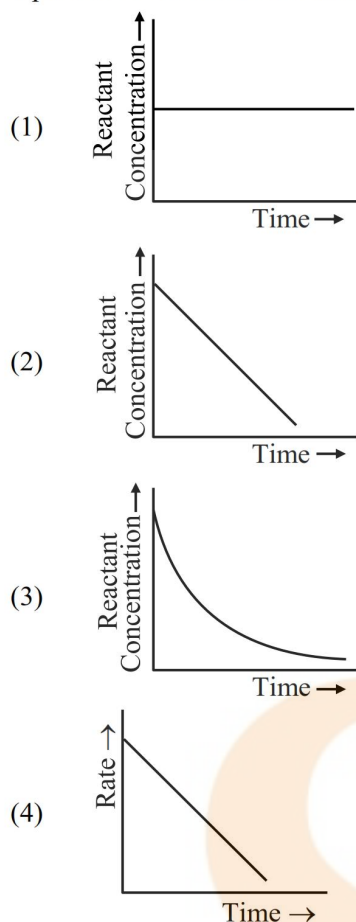 (1)
Reactant
Concentration →
Time →
(2)
Reactant
Concentration →
Time →
(3)
Reactant
Concentration →
Time →
(4)
Rate →
Time →